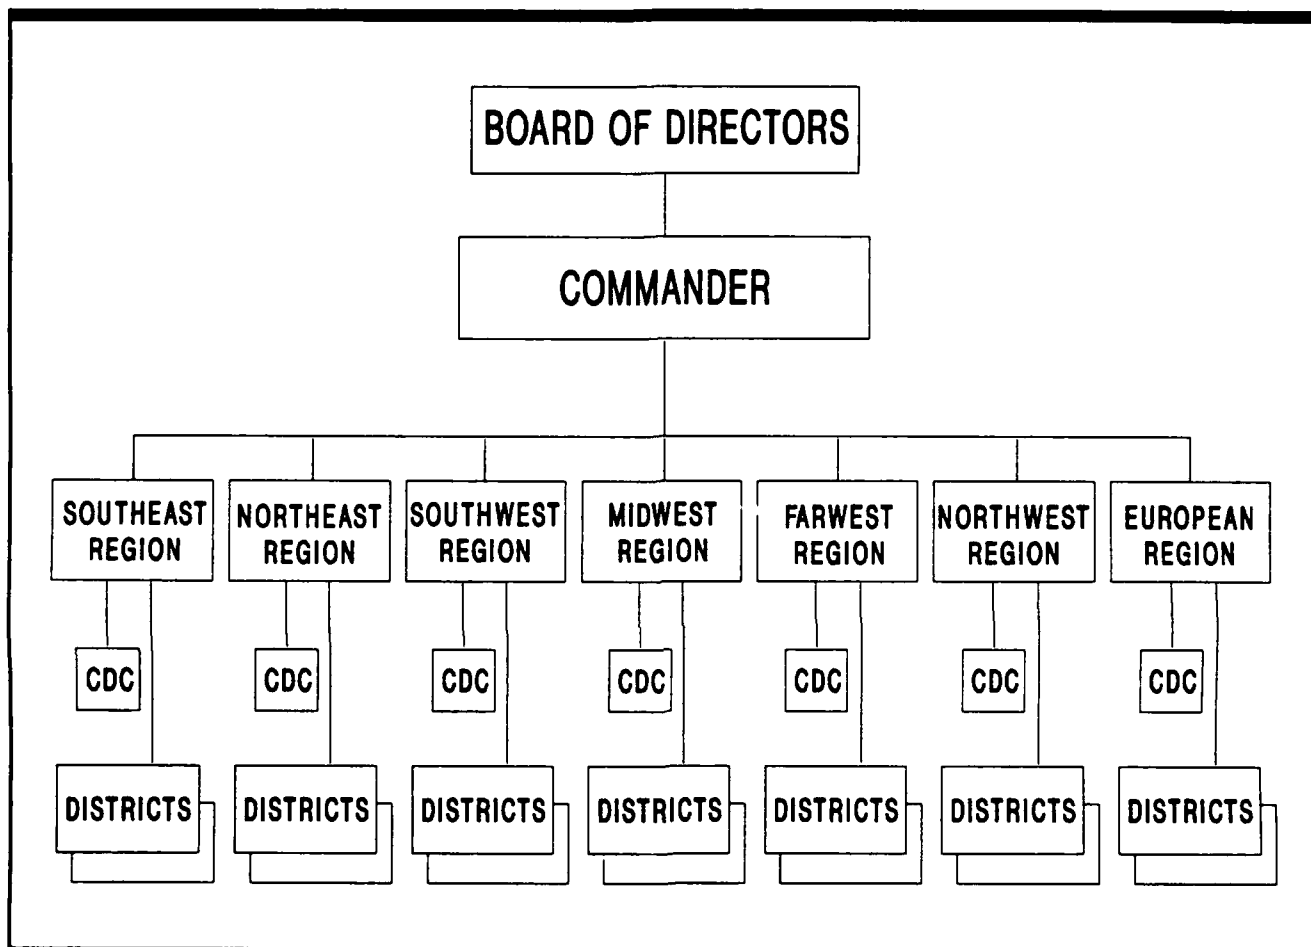 BOARD OF DIRECTORS
COMMANDER
SOUTHEAST
REGION
NORTHEAST
REGION
SOUTHWEST
REGION
MIDWEST
REGION
FARWEST
REGION
NORTHWEST
REGION
EUROPEAN
REGION
CDC
CDC
CDC
CDC
CDC
CDC
CDC
DISTRICTS
DISTRICTS
DISTRICTS
DISTRICTS
DISTRICTS
DISTRICTS
DISTRICTS